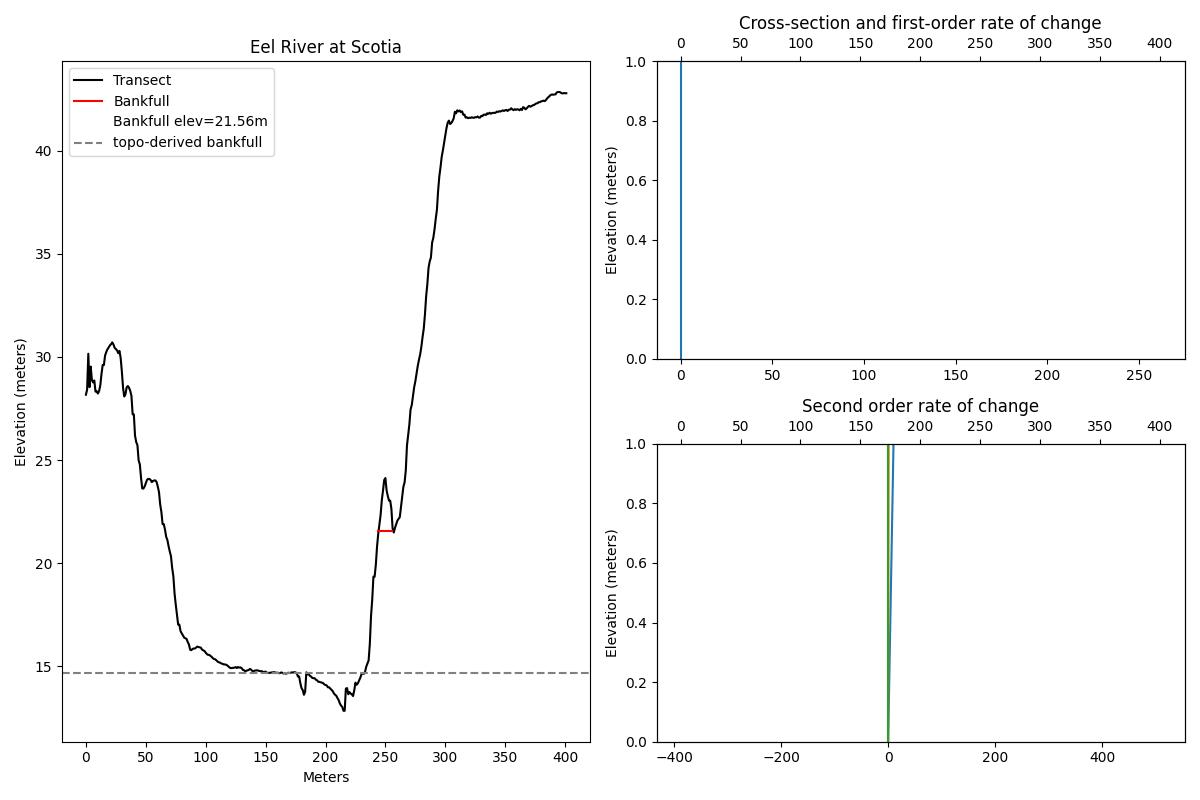 Eel River at Scotia
Transect
Bankfull
Bankfull elev=21.56m
topo-derived bankfull
Elevation (meters)
40
35
30
25
20
15
0 50 100 150 200 250 300 350 400
Meters
Cross-section and first-order rate of change
0 50 100 150 200 250 300 350 400
Elevation (meters)
1.0
0.8
0.6
0.4
0.2
0.0
0 50 100 150 200 250
Second order rate of change
0 50 100 150 200 250 300 350 400
Elevation (meters)
1.0
0.8
0.6
0.4
0.2
0.0
−400 −200 0 200 400